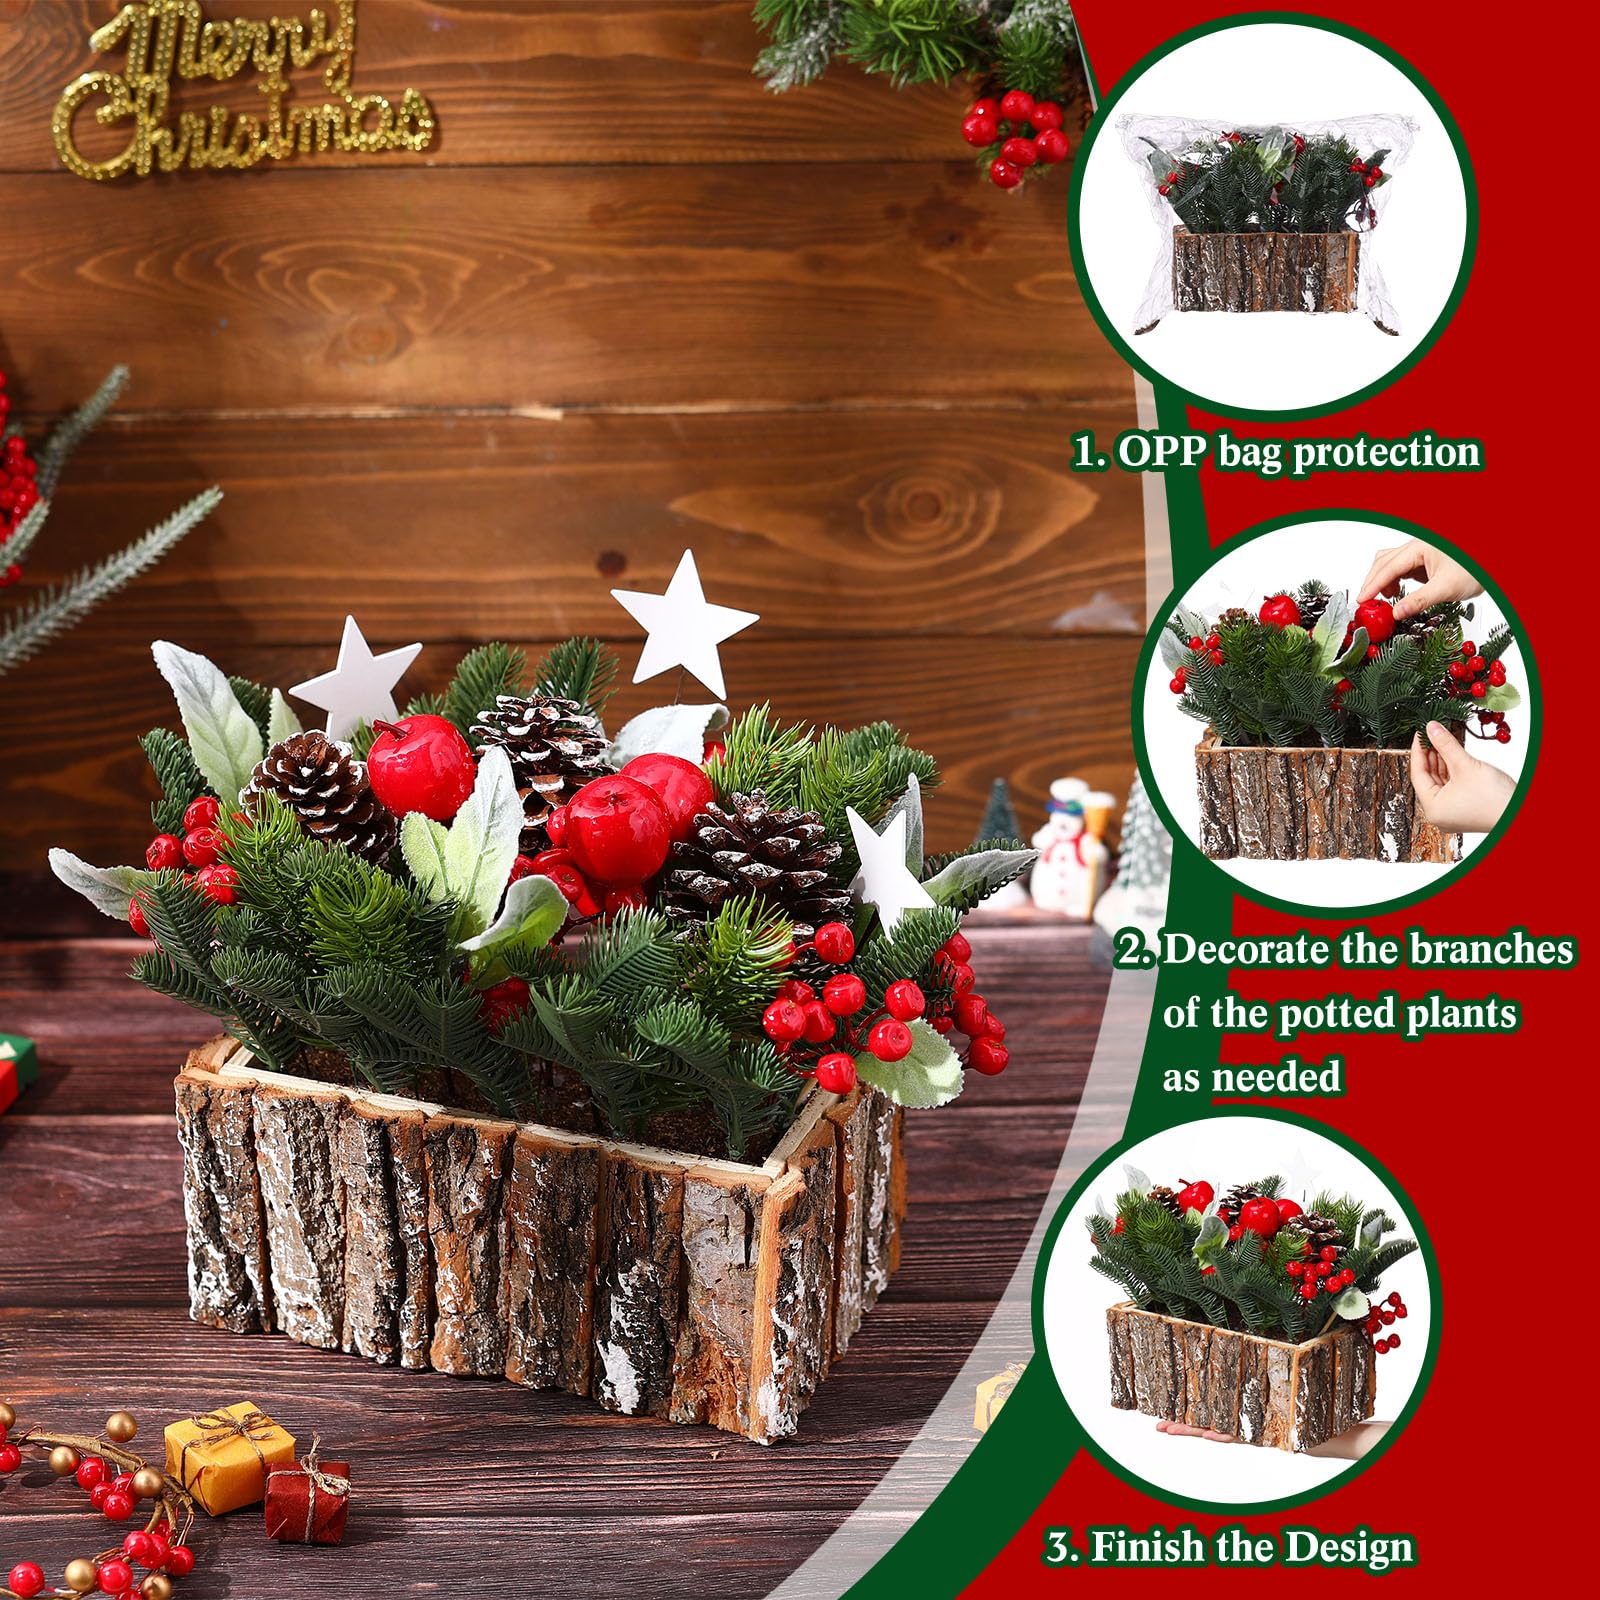 Merry
Christmas
1. OPP bag protection
2. Decorate the branches
of the potted plants
as needed
3. Finish the Design